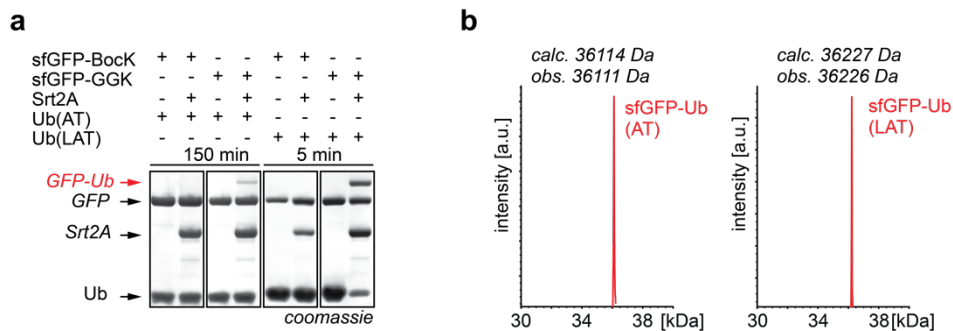 a
sfGFP-BocK + + - - + + - -
sfGFP-GGK - - + + - - + +
Srt2A - + - + - + - +
Ub(AT) + + + + - - - -
Ub(LAT) - - - - + + + +
150 min 5 min
GFP-Ub
GFP
Srt2A
Ub
coomassie
b
calc. 36114 Da
obs. 36111 Da
sfGFP-Ub
(AT)
intensity [a.u.]
30 34 38[kDa]
calc. 36227 Da
obs. 36226 Da
sfGFP-Ub
(LAT)
intensity [a.u.]
30 34 38[kDa]